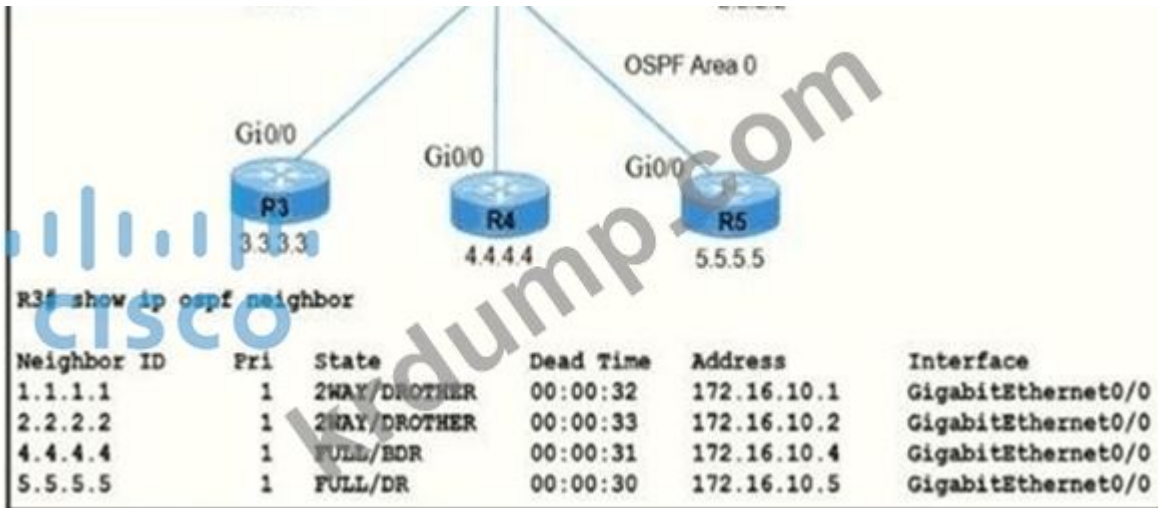 OSPF Area 0
Gi0/0
Gi0/0
Gi0/0
R3
R4
R5
3.3.3.3
4.4.4.4
5.5.5.5
CISCO
krdump.com
R3# show ip ospf neighbor
Neighbor ID Pri State Dead Time Address Interface
1.1.1.1 1 2WAY/DROTHER 00:00:32 172.16.10.1 GigabitEthernet0/0
2.2.2.2 1 2WAY/DROTHER 00:00:33 172.16.10.2 GigabitEthernet0/0
4.4.4.4 1 FULL/BDR 00:00:31 172.16.10.4 GigabitEthernet0/0
5.5.5.5 1 FULL/DR 00:00:30 172.16.10.5 GigabitEthernet0/0